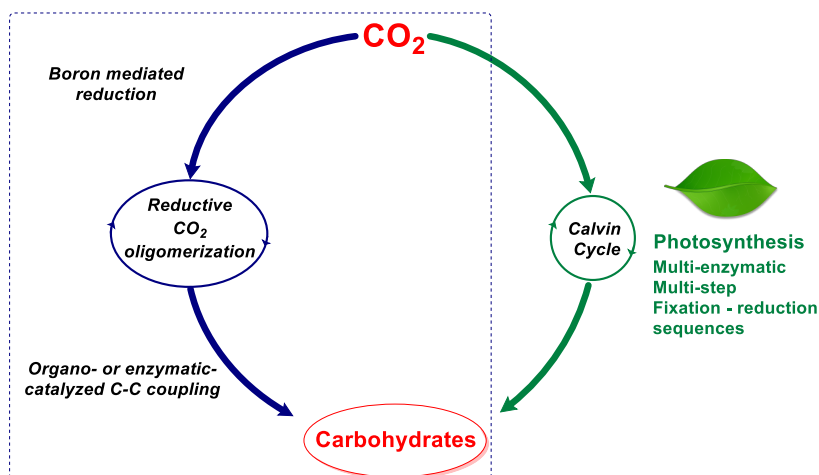 CO₂
Boron mediated
reduction
Reductive
CO₂
oligomerization
Calvin
Cycle
Photosynthesis
Multi-enzymatic
Multi-step
Fixation - reduction
sequences
Organo- or enzymatic-
catalyzed C-C coupling
Carbohydrates